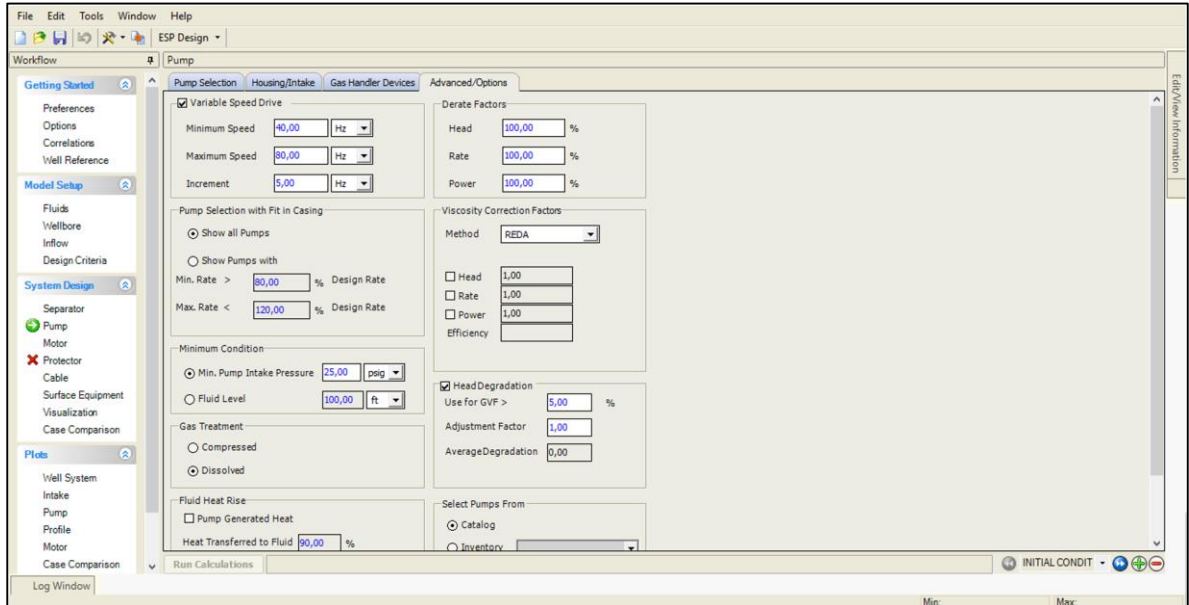 File Edit Tools Window Help
ESP Design
Workflow
Pump
Getting Started
Preferences
Options
Correlations
Well Reference
Model Setup
Fluids
Wellbore
Inflow
Design Criteria
System Design
Separator
Pump
Motor
Protector
Cable
Surface Equipment
Visualization
Case Comparison
Plots
Well System
Intake
Pump
Profile
Motor
Case Comparison
Pump Selection Housing/Intake Gas Handler Devices Advanced/Options
Variable Speed Drive
Minimum Speed 40,00 Hz
Maximum Speed 80,00 Hz
Increment 5,00 Hz
Pump Selection with Fit in Casing
Show all Pumps
Show Pumps with
Min. Rate > 80,00 % Design Rate
Max. Rate < 120,00 % Design Rate
Minimum Condition
Min. Pump Intake Pressure 25,00 psig
Fluid Level 100,00 ft
Gas Treatment
Compressed
Dissolved
Fluid Heat Rise
Pump Generated Heat
Heat Transferred to Fluid 90,00 %
Derate Factors
Head 100,00 %
Rate 100,00 %
Power 100,00 %
Viscosity Correction Factors
Method REDA
Head 1,00
Rate 1,00
Power 1,00
Efficiency
Head Degradation
Use for GVF > 5,00 %
Adjustment Factor 1,00
Average Degradation 0,00
Select Pumps From
Catalog
Inventory
Edit/View Information
Run Calculations
INITIAL CONDIT
Log Window
Min: Max: